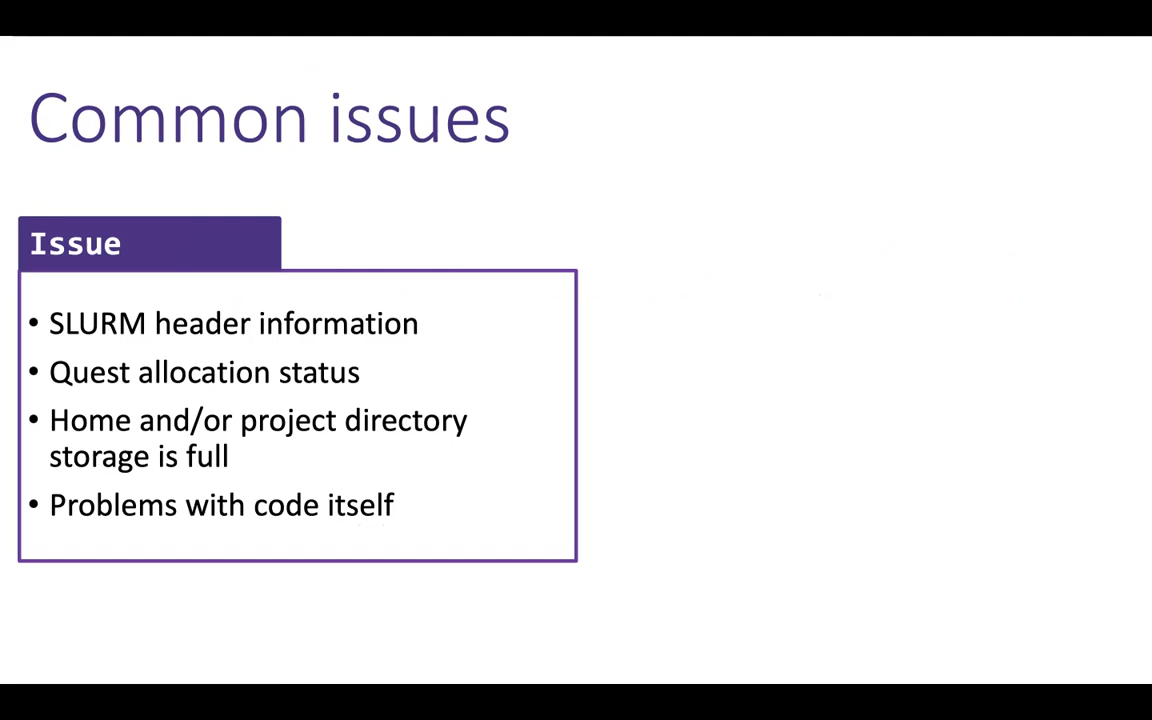 Common issues
Issue
• SLURM header information
• Quest allocation status
• Home and/or project directory
storage is full
• Problems with code itself